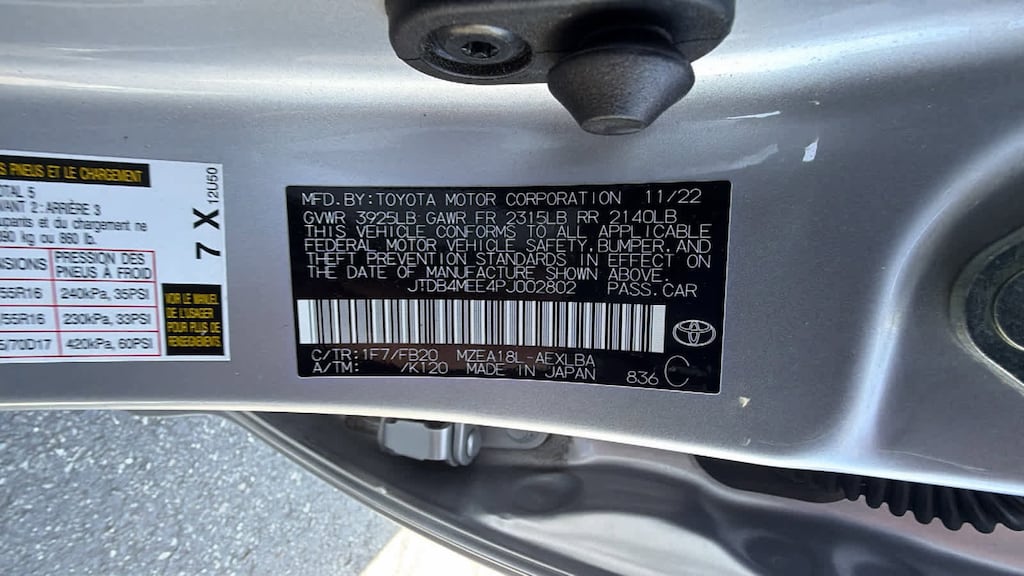 S PNEUS ET LE CHARGEMENT
OTAL 5
VANT 2: ARRIÈRE 3
upants et du chargement ne
390 kg ou 860 lb.
NSIONS PRESSION DES
PNEUS À FROID
55R16 240kPa, 35PSI
/55R16 230kPa, 33PSI
5/70D17 420kPa, 60PSI
7 X
12U50
VOIR LE MANUEL
DE L'USAGER
POUR PLUS DE
RENSEIGNEMENTS
MFD.BY:TOYOTA MOTOR CORPORATION 11/22
GVWR 3925LB GAWR FR 2315LB RR 2140LB
THIS VEHICLE CONFORMS TO ALL APPLICABLE
FEDERAL MOTOR VEHICLE SAFETY, BUMPER, AND
THEFT PREVENTION STANDARDS IN EFFECT ON
THE DATE OF MANUFACTURE SHOWN ABOVE.
JTDB4MEE4PJ002802 PASS.CAR
C/TR:1F7/FB20 MZEA18L-AEXLBA
A/TM: /K120 MADE IN JAPAN 836 C